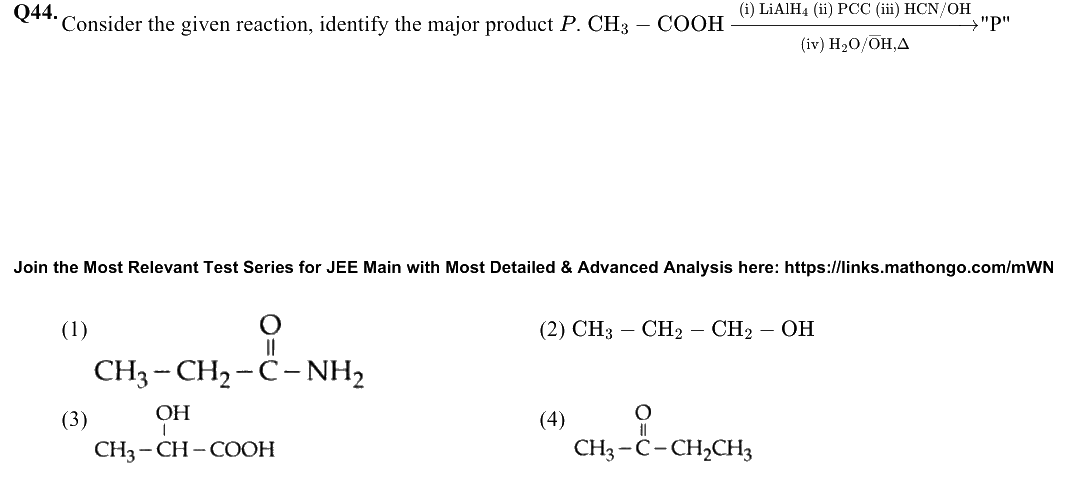 Q44. Consider the given reaction, identify the major product P. CH₃ − COOH (i) LiAlH₄ (ii) PCC (iii) HCN/OH (iv) H₂O/O̅H,Δ → "P"
Join the Most Relevant Test Series for JEE Main with Most Detailed & Advanced Analysis here: https://links.mathongo.com/mWN
(1) CH₃ − CH₂ − C(=O) − NH₂
(2) CH₃ − CH₂ − CH₂ − OH
(3) CH₃ − CH(OH) − COOH
(4) CH₃ − C(=O) − CH₂CH₃